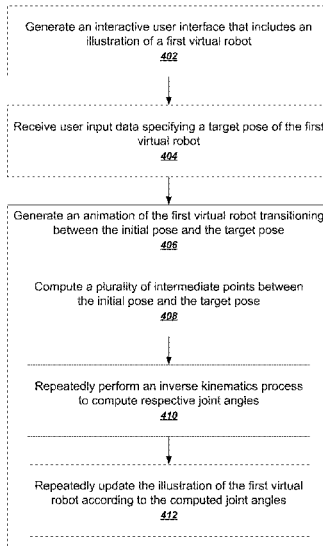 Generate an interactive user interface that includes an
illustration of a first virtual robot
402
Receive user input data specifying a target pose of the first
virtual robot
404
Generate an animation of the first virtual robot transitioning
between the initial pose and the target pose
406
Compute a plurality of intermediate points between
the initial pose and the target pose
408
Repeatedly perform an inverse kinematics process
to compute respective joint angles
410
Repeatedly update the illustration of the first virtual
robot according to the computed joint angles
412